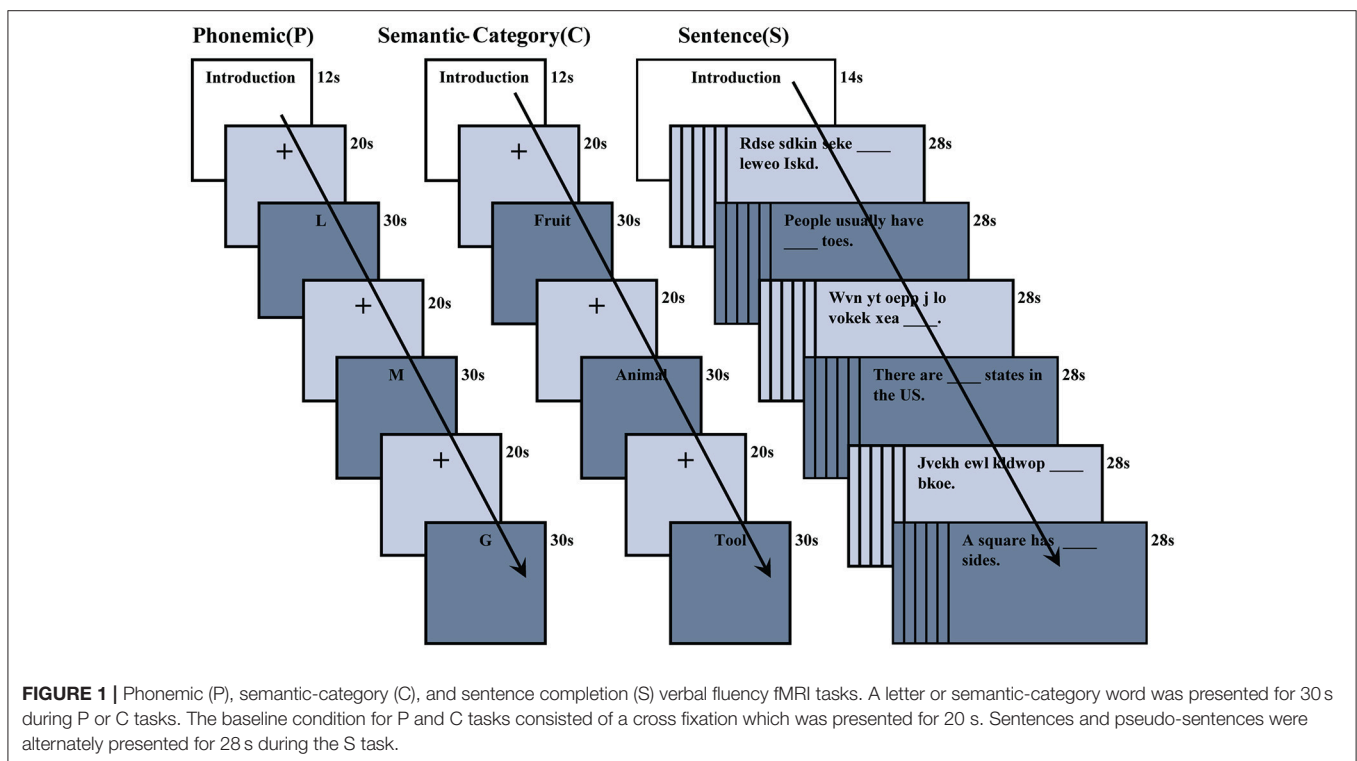 Phonemic(P)
Introduction
12s
+
20s
L
30s
+
20s
M
30s
+
20s
G
30s
Semantic-Category(C)
Introduction
12s
+
20s
Fruit
30s
+
20s
Animal
30s
+
20s
Tool
30s
Sentence(S)
Introduction
14s
Rdse sdkin seke ____
leweo Iskd.
28s
People usually have
____ toes.
28s
Wvn yt oepp j lo
vokek xea ____.
28s
There are ____ states in
the US.
28s
Jvekh ewl kldwop ____
bkoe.
28s
A square has ____
sides.
28s
FIGURE 1 | Phonemic (P), semantic-category (C), and sentence completion (S) verbal fluency fMRI tasks. A letter or semantic-category word was presented for 30 s
during P or C tasks. The baseline condition for P and C tasks consisted of a cross fixation which was presented for 20 s. Sentences and pseudo-sentences were
alternately presented for 28 s during the S task.